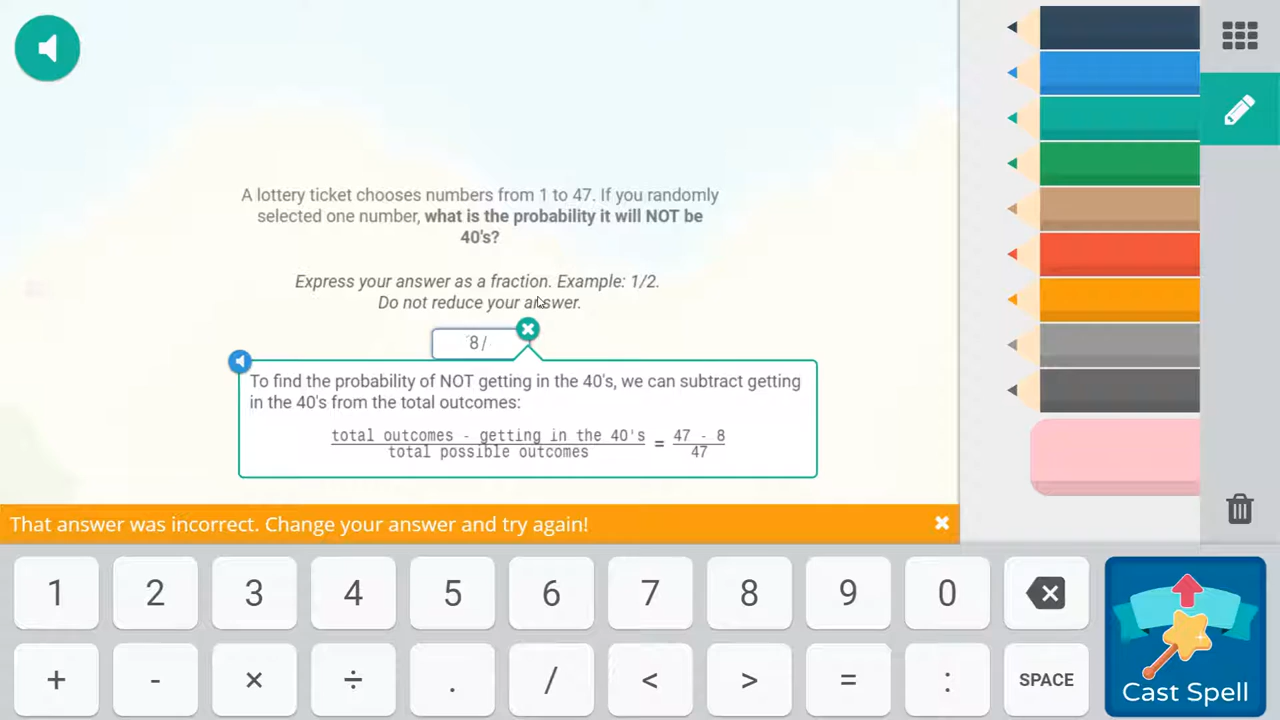 A lottery ticket chooses numbers from 1 to 47. If you randomly
selected one number, what is the probability it will NOT be
40's?
Express your answer as a fraction. Example: 1/2.
Do not reduce your answer.
8/
To find the probability of NOT getting in the 40's, we can subtract getting
in the 40's from the total outcomes:
total outcomes - getting in the 40's
total possible outcomes
=
47 - 8
47
That answer was incorrect. Change your answer and try again!
1 2 3 4 5 6 7 8 9 0
+ - × ÷ . / < > = : SPACE
Cast Spell